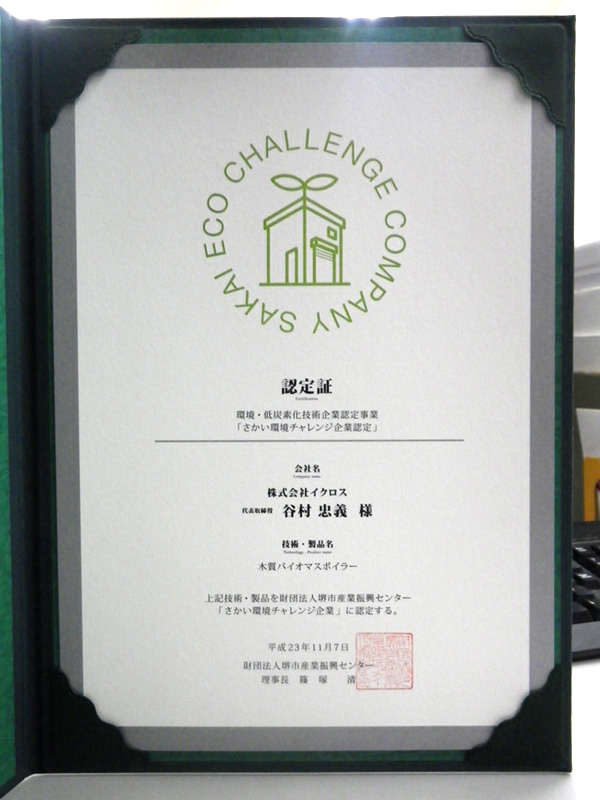 SAKAI ECO CHALLENGE COMPANY
認定証
Certification
環境・低炭素化技術企業認定事業
「さかい環境チャレンジ企業認定」
会社名
Company name
株式会社イクロス
代表取締役 谷村 忠義 様
技術・製品名
Technology , Product name
木質バイオマスボイラー
上記技術・製品を財団法人堺市産業振興センター
「さかい環境チャレンジ企業」に認定する。
平成23年11月7日
財団法人堺市産業振興センター
理事長 篠 塚 清